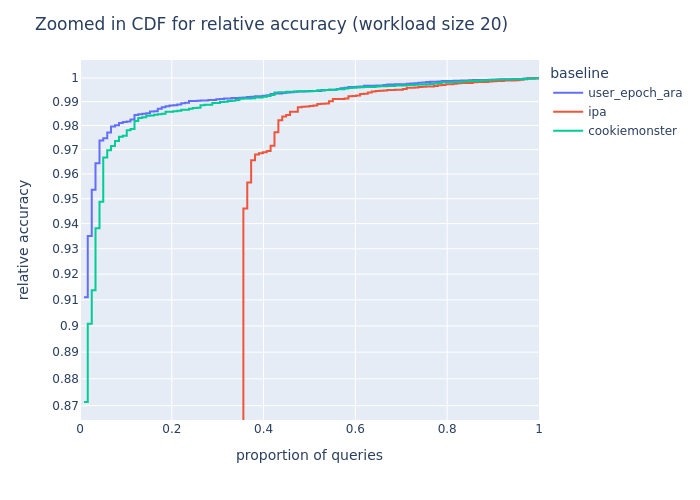 Zoomed in CDF for relative accuracy (workload size 20)
baseline
user_epoch_ara
ipa
cookiemonster
relative accuracy
1
0.99
0.98
0.97
0.96
0.95
0.94
0.93
0.92
0.91
0.9
0.89
0.88
0.87
0
0.2
0.4
0.6
0.8
1
proportion of queries